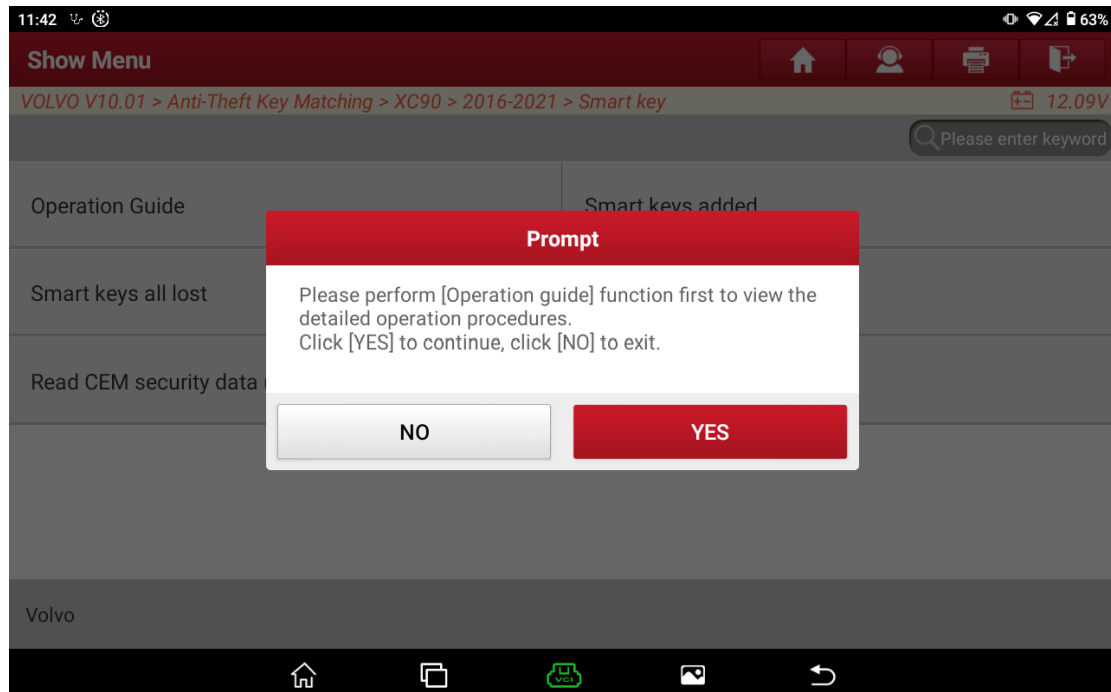 11:42
63%
Show Menu
VOLVO V10.01 > Anti-Theft Key Matching > XC90 > 2016-2021 > Smart key
12.09V
Please enter keyword
Operation Guide
Smart keys added
Prompt
Smart keys all lost
Please perform [Operation guide] function first to view the
detailed operation procedures.
Click [YES] to continue, click [NO] to exit.
Read CEM security data
NO
YES
Volvo
VCI